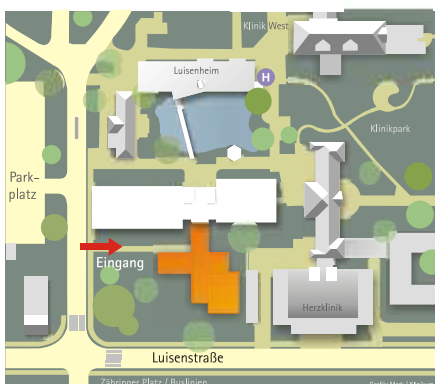 Klinik West
Luisenheim
H
Klinikpark
Park-
platz
Eingang
Herzklinik
Luisenstraße
Zähringer Platz / Buslinien